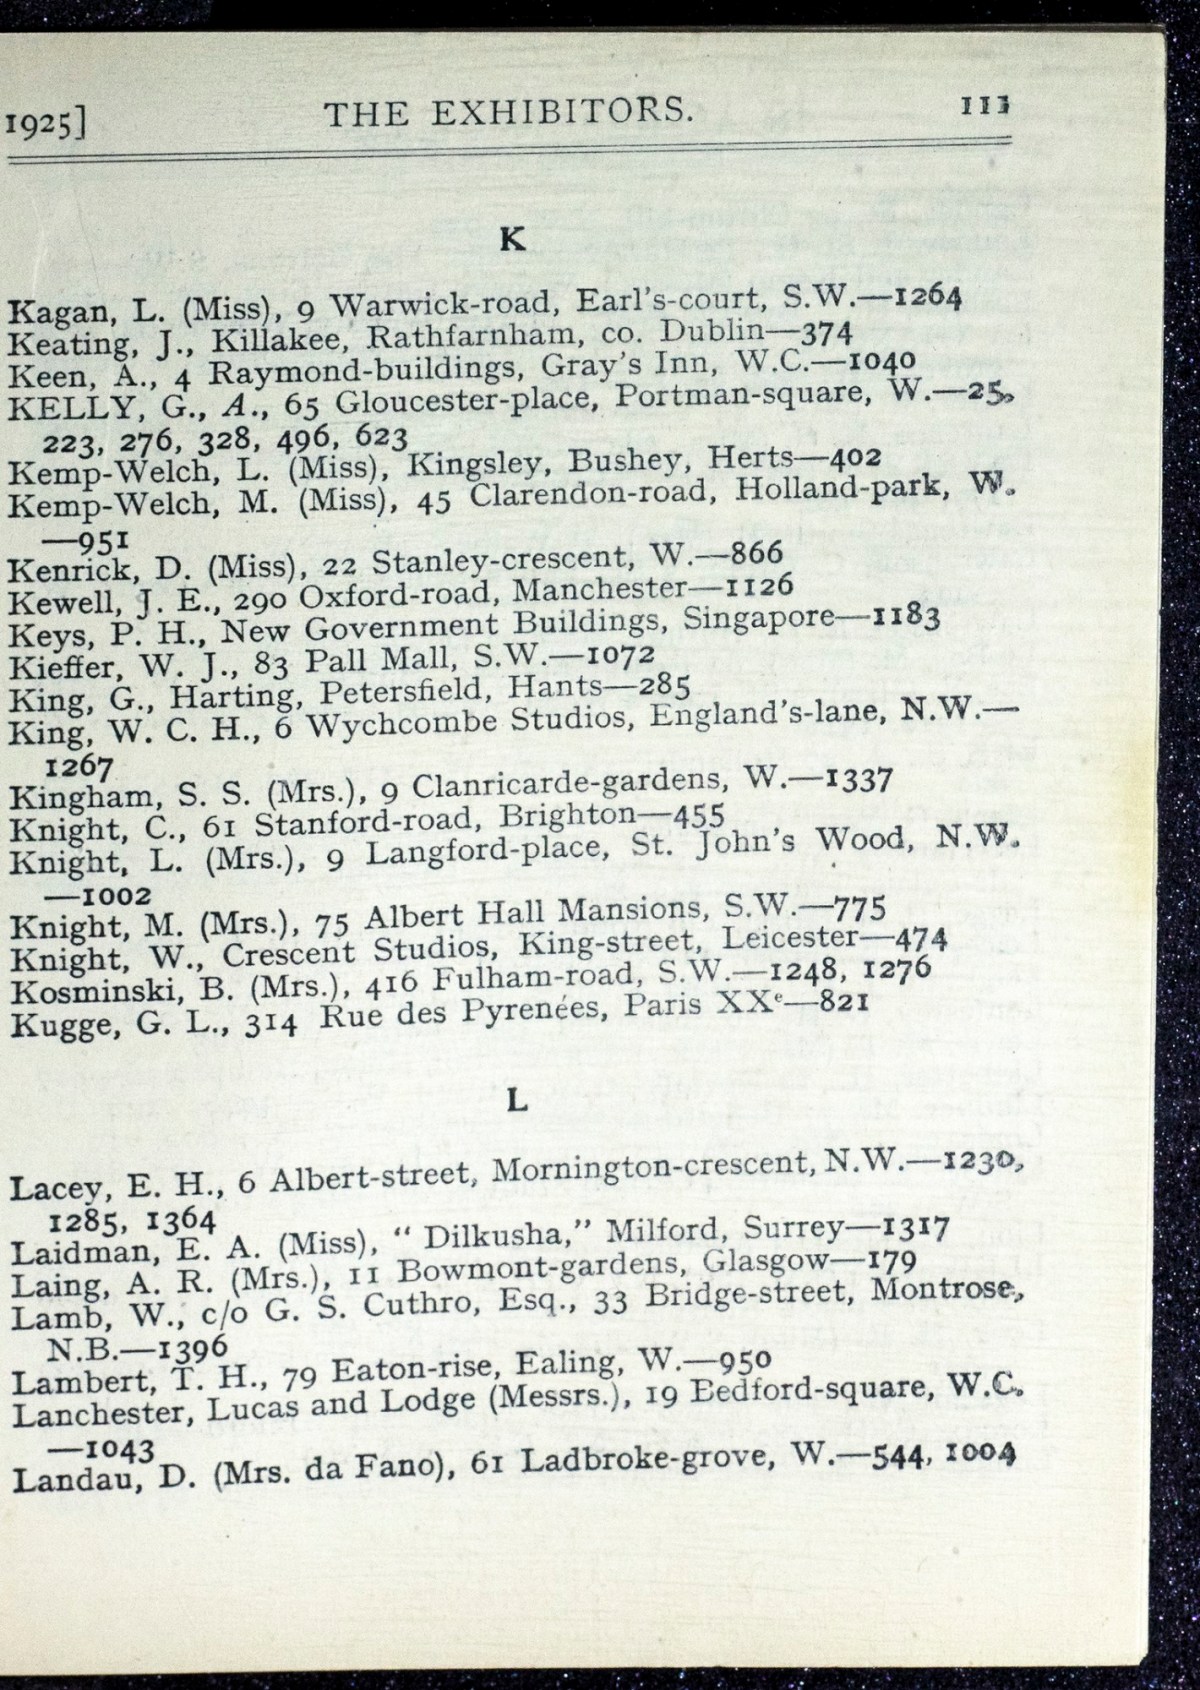 1925] THE EXHIBITORS. 111
K
Kagan, L. (Miss), 9 Warwick-road, Earl's-court, S.W.—1264
Keating, J., Killakee, Rathfarnham, co. Dublin—374
Keen, A., 4 Raymond-buildings, Gray's Inn, W.C.—1040
KELLY, G., A., 65 Gloucester-place, Portman-square, W.—25,
223, 276, 328, 496, 623
Kemp-Welch, L. (Miss), Kingsley, Bushey, Herts—402
Kemp-Welch, M. (Miss), 45 Clarendon-road, Holland-park, W.
—951
Kenrick, D. (Miss), 22 Stanley-crescent, W.—866
Kewell, J. E., 290 Oxford-road, Manchester—1126
Keys, P. H., New Government Buildings, Singapore—1183
Kieffer, W. J., 83 Pall Mall, S.W.—1072
King, G., Harting, Petersfield, Hants—285
King, W. C. H., 6 Wychcombe Studios, England's-lane, N.W.—
1267
Kingham, S. S. (Mrs.), 9 Clanricarde-gardens, W.—1337
Knight, C., 61 Stanford-road, Brighton—455
Knight, L. (Mrs.), 9 Langford-place, St. John's Wood, N.W.
—1002
Knight, M. (Mrs.), 75 Albert Hall Mansions, S.W.—775
Knight, W., Crescent Studios, King-street, Leicester—474
Kosminski, B. (Mrs.), 416 Fulham-road, S.W.—1248, 1276
Kugge, G. L., 314 Rue des Pyrenées, Paris XXᵉ—821
L
Lacey, E. H., 6 Albert-street, Mornington-crescent, N.W.—1230,
1285, 1364
Laidman, E. A. (Miss), "Dilkusha," Milford, Surrey—1317
Laing, A. R. (Mrs.), 11 Bowmont-gardens, Glasgow—179
Lamb, W., c/o G. S. Cuthro, Esq., 33 Bridge-street, Montrose,
N.B.—1396
Lambert, T. H., 79 Eaton-rise, Ealing, W.—950
Lanchester, Lucas and Lodge (Messrs.), 19 Bedford-square, W.C.
—1043
Landau, D. (Mrs. da Fano), 61 Ladbroke-grove, W.—544, 1004